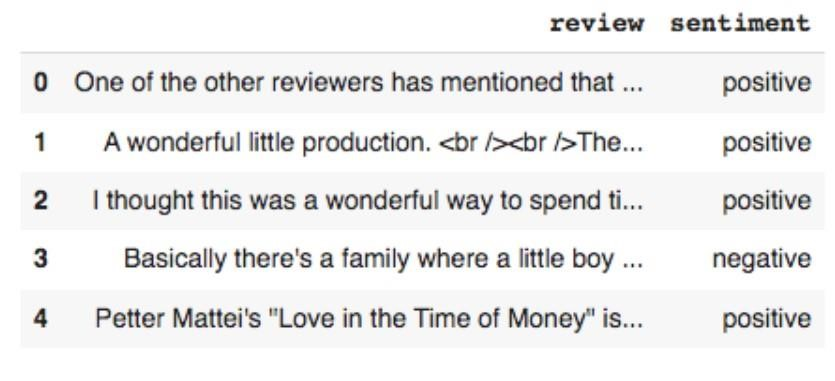 review sentiment
0 One of the other reviewers has mentioned that ... positive
1 A wonderful little production. <br /><br />The... positive
2 I thought this was a wonderful way to spend ti... positive
3 Basically there's a family where a little boy ... negative
4 Petter Mattei's "Love in the Time of Money" is... positive